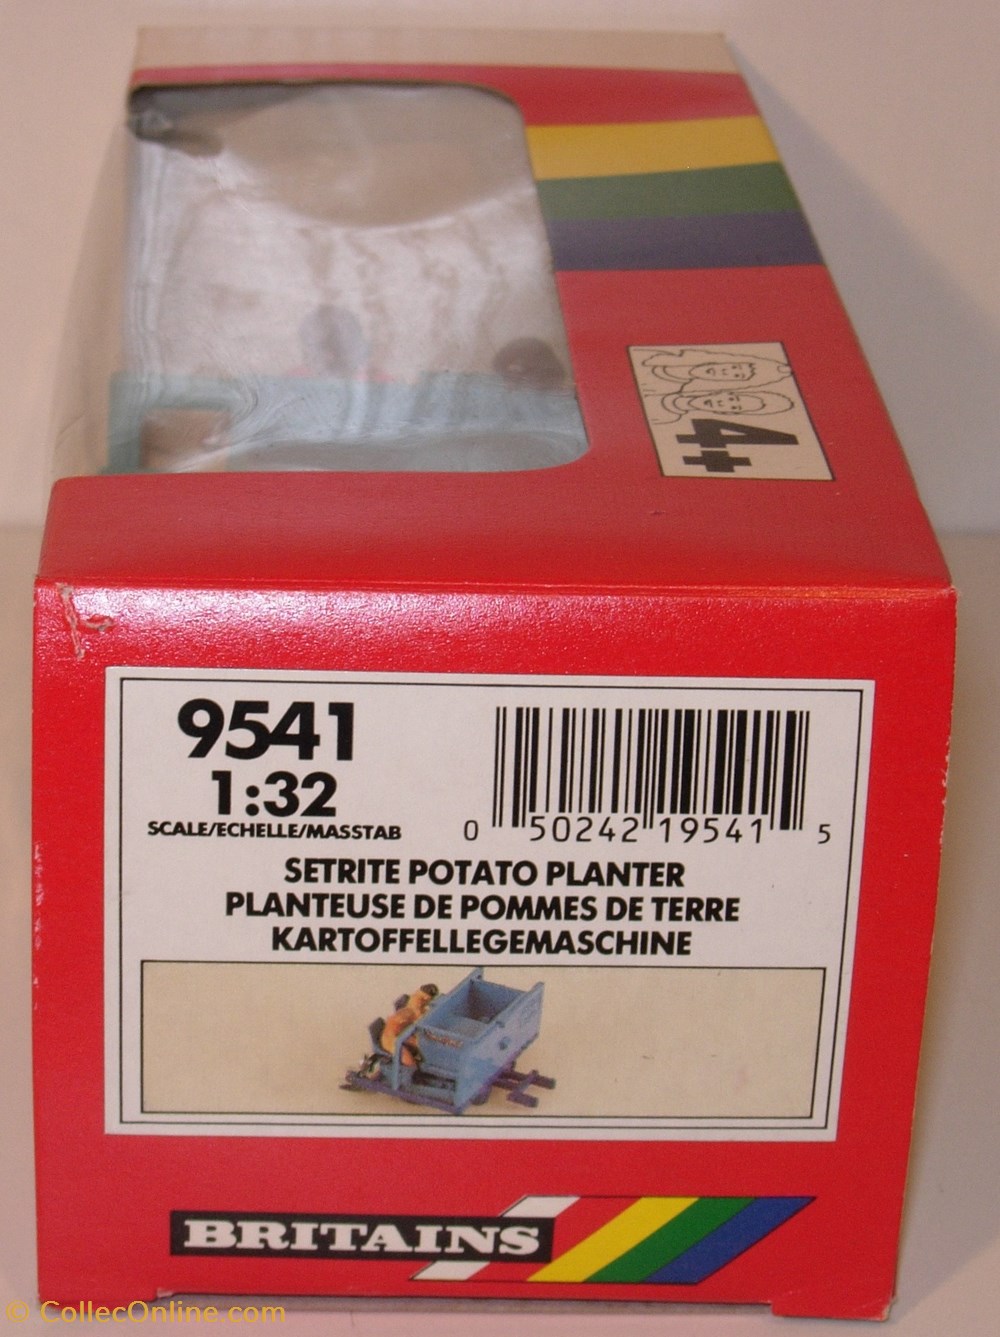 4+
9541
1:32
SCALE/ECHELLE/MASSTAB
0 50242 19541 5
SETRITE POTATO PLANTER
PLANTEUSE DE POMMES DE TERRE
KARTOFFELLEGEMASCHINE
BRITAINS
© CollecOnline.com